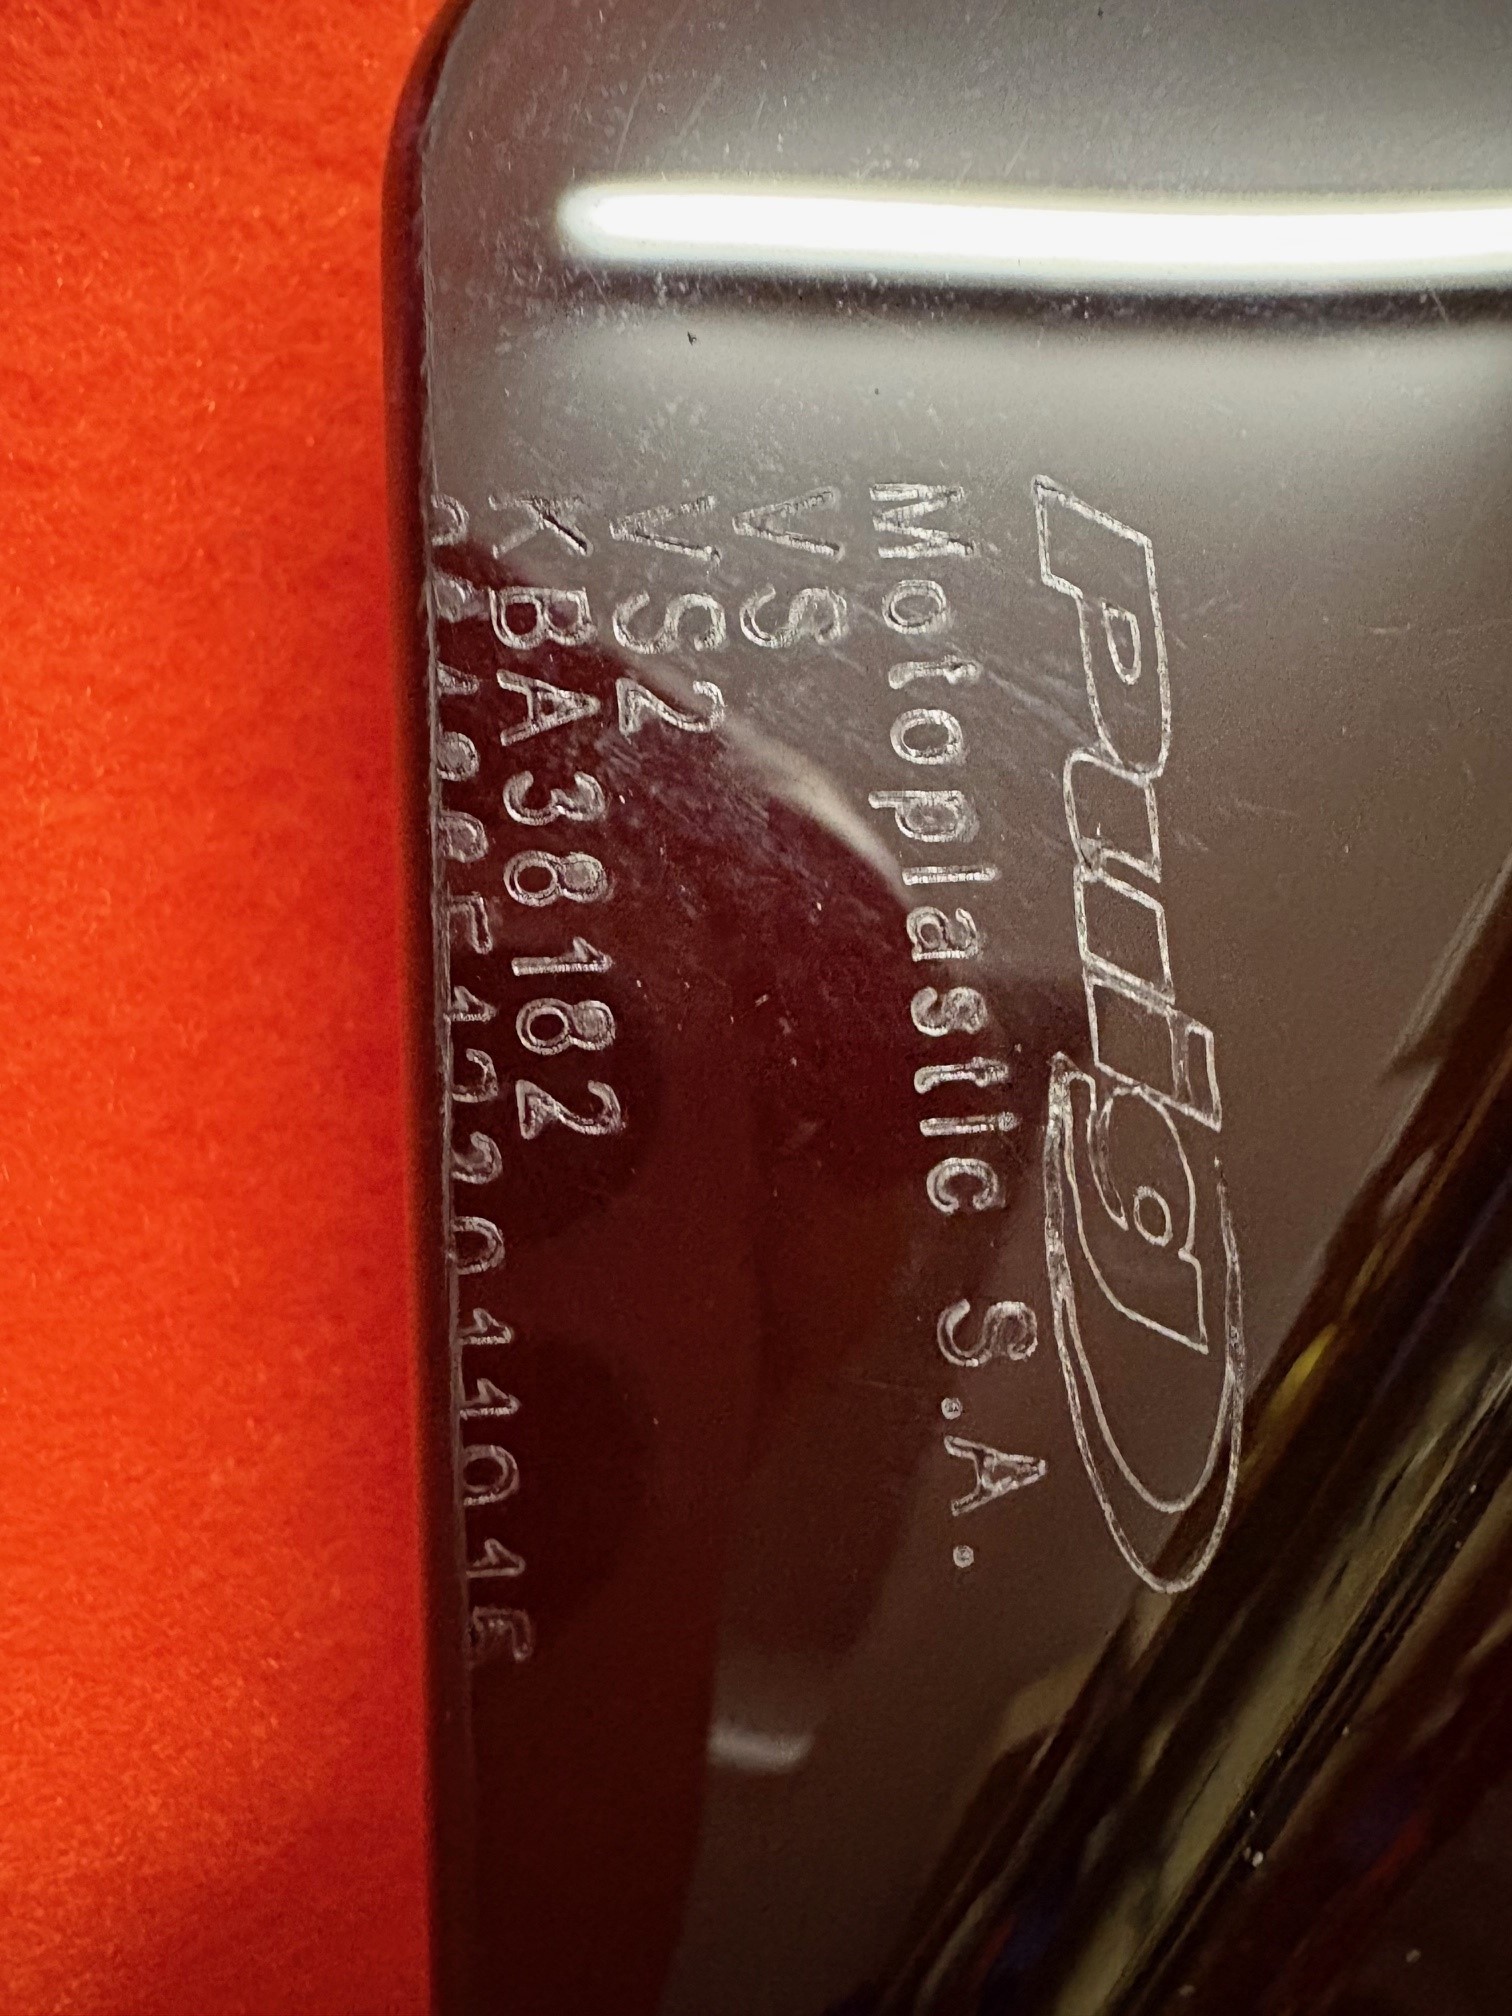 Puig
Motoplastic S.A.
VS
VS2
KBA38182